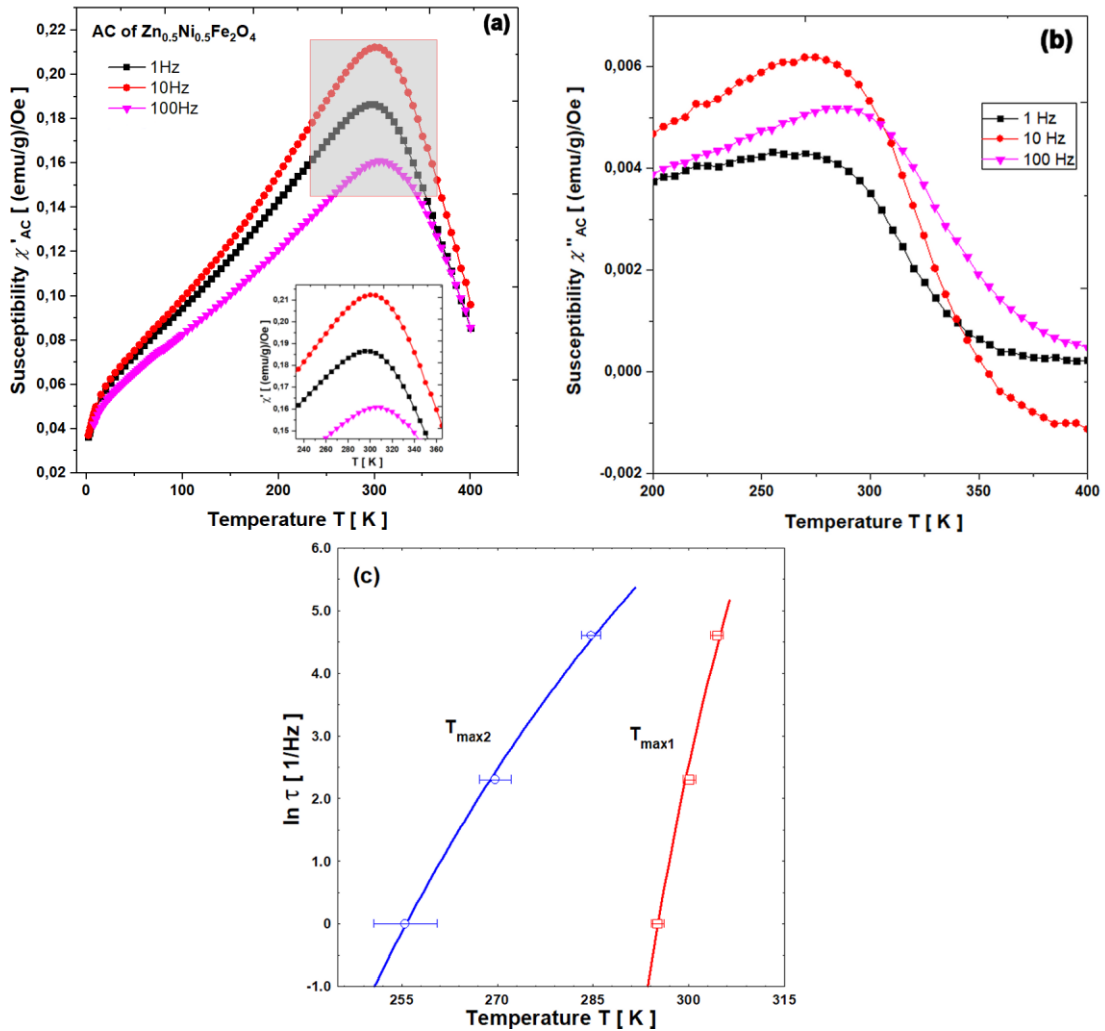 (a)
AC of Zn0.5Ni0.5Fe2O4
1Hz
10Hz
100Hz
Susceptibility χ'AC [ (emu/g)/Oe]
0,22
0,20
0,18
0,16
0,14
0,12
0,10
0,08
0,06
0,04
0,02
0
100
200
300
400
Temperature T [ K ]
χ' [ (emu/g)/Oe]
0,21
0,20
0,19
0,18
0,17
0,16
0,15
240
260
280
300
320
340
360
T [ K ]
(b)
1 Hz
10 Hz
100 Hz
Susceptibility χ''AC [ (emu/g)/Oe]
0,006
0,004
0,002
0,000
-0,002
200
250
300
350
400
Temperature T [ K ]
(c)
ln τ [ 1/Hz ]
6.0
5.0
4.0
3.0
2.0
1.0
0
-1.0
Tmax2
Tmax1
255
270
285
300
315
Temperature T [ K ]